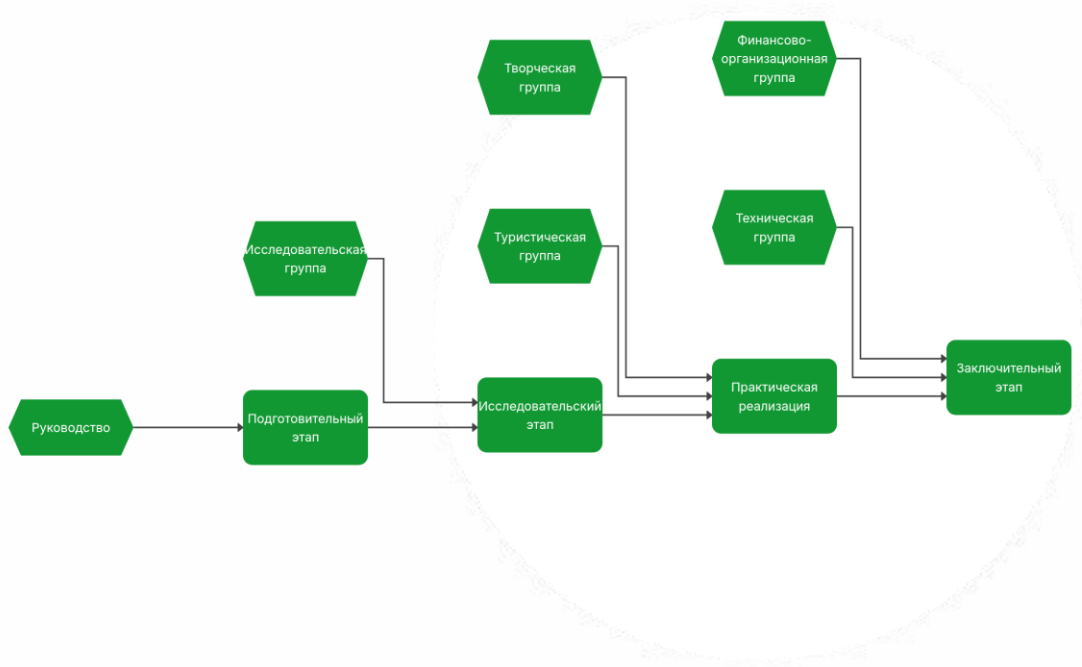 Финансово-
организационная
группа
Творческая
группа
Техническая
группа
Туристическая
группа
Исследовательская
группа
Заключительный
этап
Практическая
реализация
Исследовательский
этап
Подготовительный
этап
Руководство